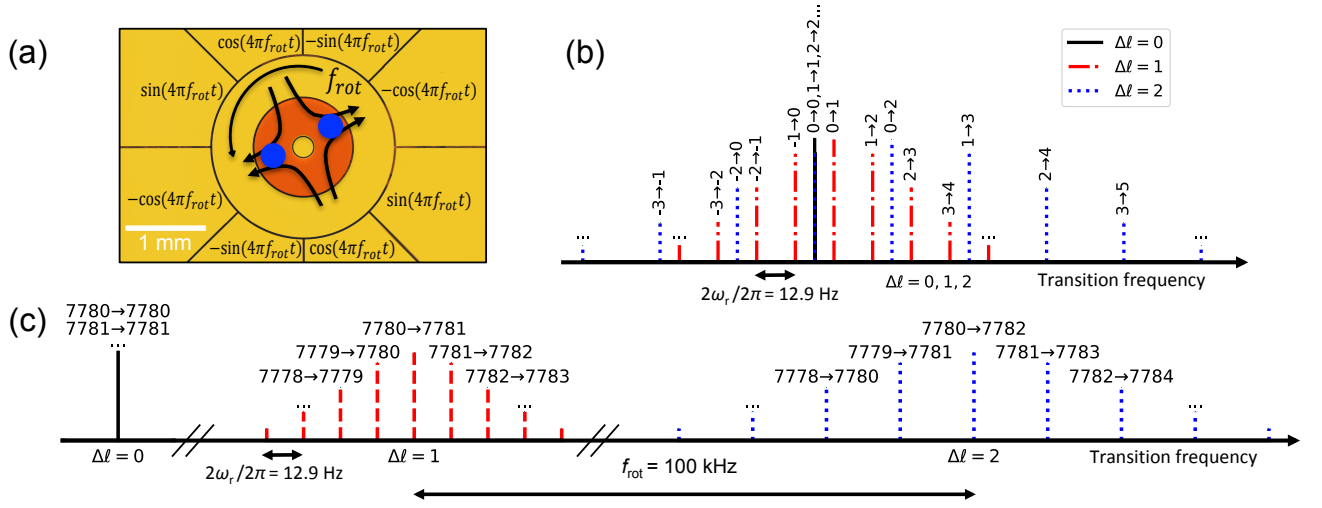 (a)
cos(4πf_rot t)
−sin(4πf_rot t)
sin(4πf_rot t)
f_rot
−cos(4πf_rot t)
−cos(4πf_rot t)
sin(4πf_rot t)
−sin(4πf_rot t)
cos(4πf_rot t)
1 mm
(b)
Δℓ = 0
Δℓ = 1
Δℓ = 2
...
-3→-1
...
-3→-2
-2→0
-2→-1
-1→0
0→0,1→1,2→2...
0→1
1→2
0→2
2→3
3→4
1→3
...
2→4
3→5
...
2ω_r/2π = 12.9 Hz
Δℓ = 0, 1, 2
Transition frequency
(c)
7780→7780
7781→7781
...
7780→7781
7779→7780
7781→7782
7778→7779
7782→7783
...
...
7780→7782
7779→7781
7781→7783
7778→7780
7782→7784
...
...
Δℓ = 0
2ω_r/2π = 12.9 Hz
Δℓ = 1
f_rot = 100 kHz
Δℓ = 2
Transition frequency